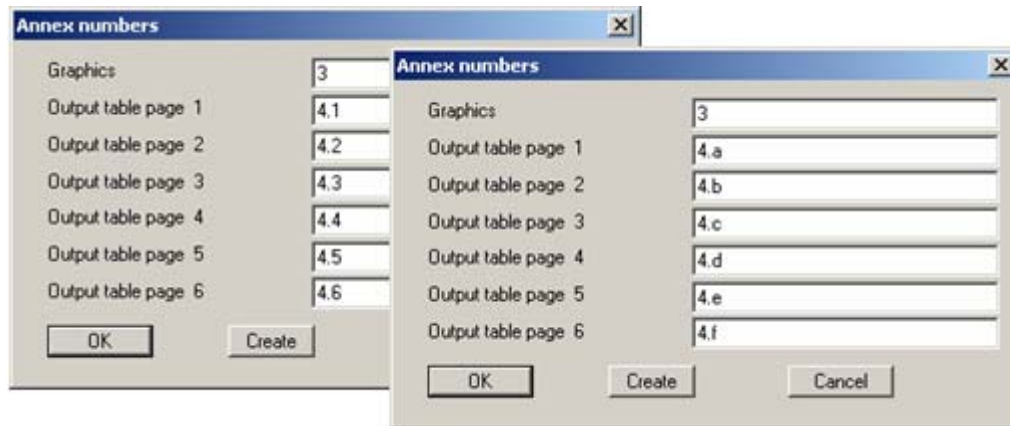 Annex numbers
Graphics 3
Output table page 1 4.1
Output table page 2 4.2
Output table page 3 4.3
Output table page 4 4.4
Output table page 5 4.5
Output table page 6 4.6
OK Create
Annex numbers
Graphics 3
Output table page 1 4.a
Output table page 2 4.b
Output table page 3 4.c
Output table page 4 4.d
Output table page 5 4.e
Output table page 6 4.f
OK Create Cancel